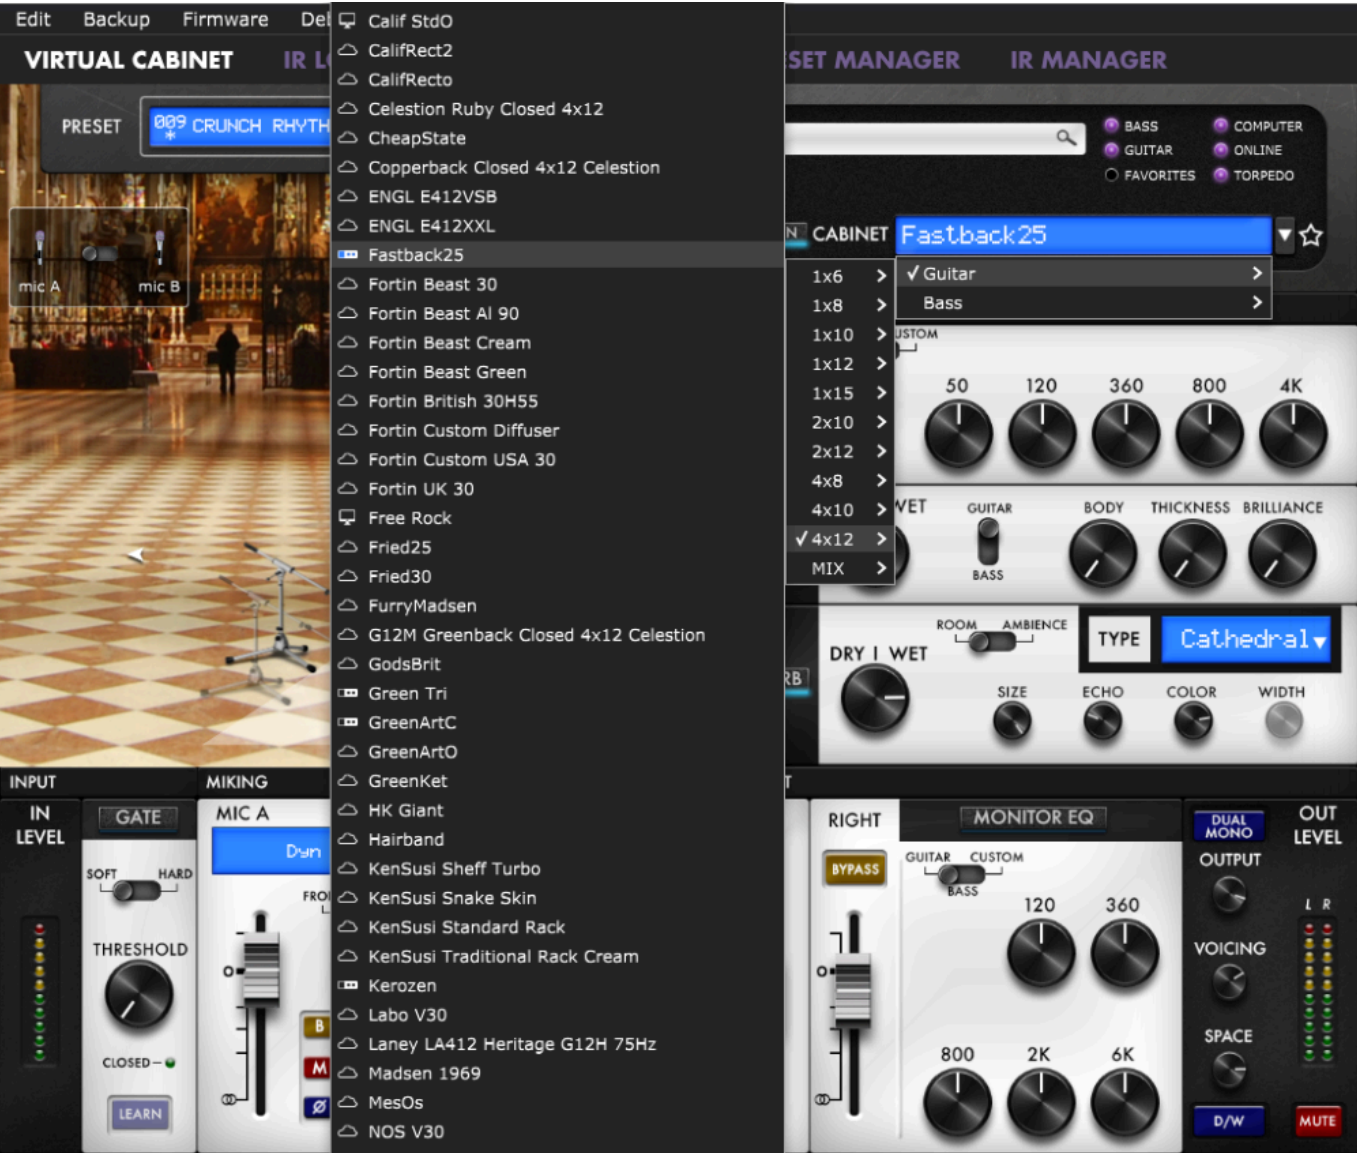 Edit Backup Firmware
VIRTUAL CABINET IR MANAGER IR MANAGER
PRESET 009 * CRUNCH RHYTH
mic A mic B
Calif StdO
CalifRect2
CalifRecto
Celestion Ruby Closed 4x12
CheapState
Copperback Closed 4x12 Celestion
ENGL E412VSB
ENGL E412XXL
Fastback25
Fortin Beast 30
Fortin Beast Al 90
Fortin Beast Cream
Fortin Beast Green
Fortin British 30H55
Fortin Custom Diffuser
Fortin Custom USA 30
Fortin UK 30
Free Rock
Fried25
Fried30
FurryMadsen
G12M Greenback Closed 4x12 Celestion
GodsBrit
Green Tri
GreenArtC
GreenArtO
GreenKet
HK Giant
Hairband
KenSusi Sheff Turbo
KenSusi Snake Skin
KenSusi Standard Rack
KenSusi Traditional Rack Cream
Kerozen
Labo V30
Laney LA412 Heritage G12H 75Hz
Madsen 1969
MesOs
NOS V30
BASS COMPUTER
GUITAR ONLINE
FAVORITES TORPEDO
CABINET Fastback25
Guitar
Bass
1x6
1x8
1x10
1x12
1x15
2x10
2x12
4x8
4x10
4x12
MIX
50 120 360 800 4K
GUITAR BODY THICKNESS BRILLIANCE
BASS
ROOM AMBIENCE TYPE Cathedral
DRY | WET
SIZE ECHO COLOR WIDTH
INPUT MIKING
IN LEVEL
GATE
SOFT HARD
THRESHOLD
CLOSED
LEARN
MIC A
Dyn
B
M
Ø
RIGHT
BYPASS
MONITOR EQ
GUITAR CUSTOM
BASS
120 360
800 2K 6K
DUAL MONO
OUTPUT
VOICING
SPACE
D/W
OUT LEVEL
L R
MUTE